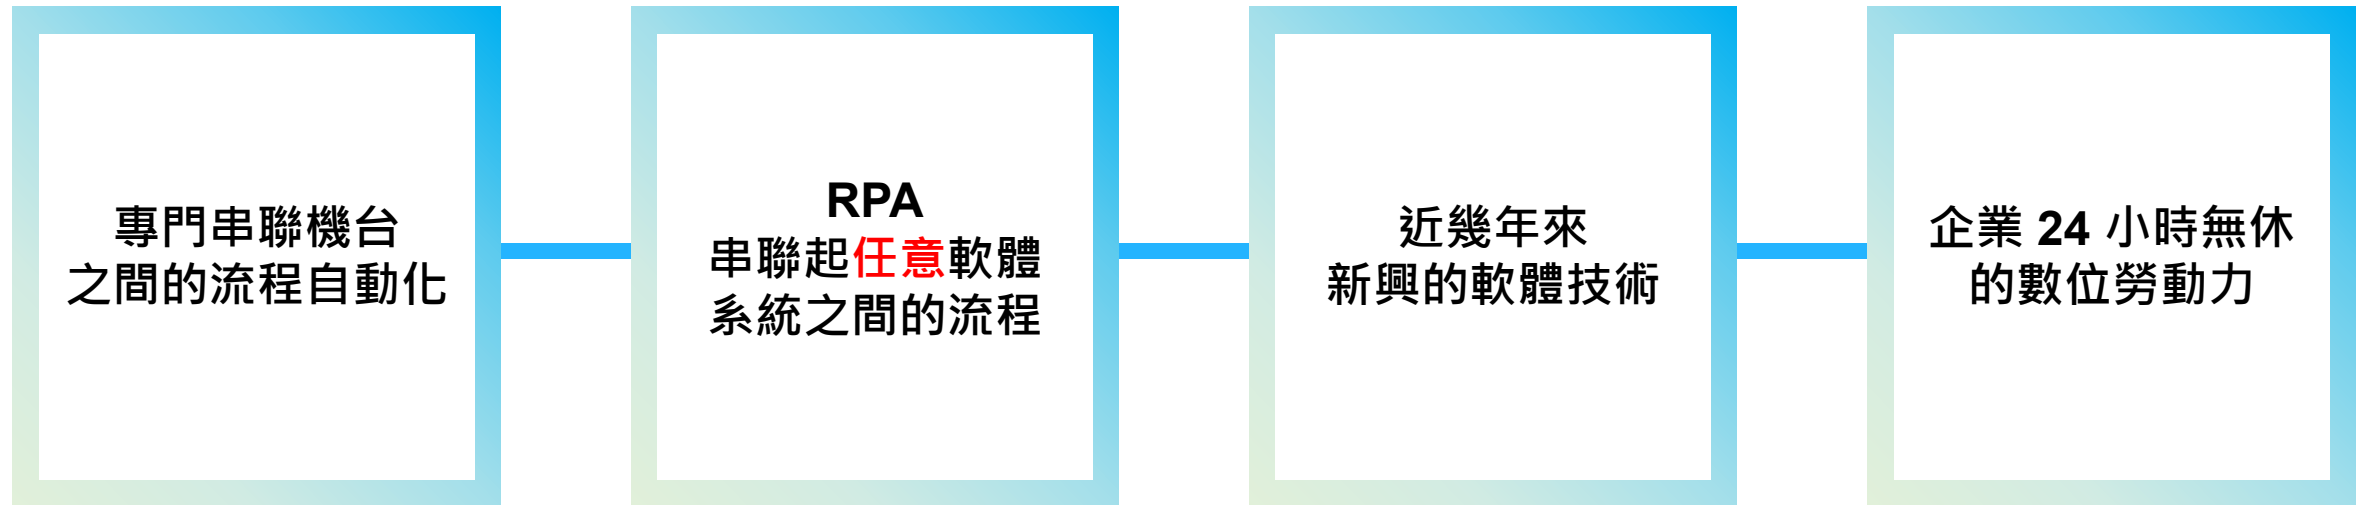 專門串聯機台
之間的流程自動化
RPA
串聯起任意軟體
系統之間的流程
近幾年來
新興的軟體技術
企業 24 小時無休
的數位勞動力